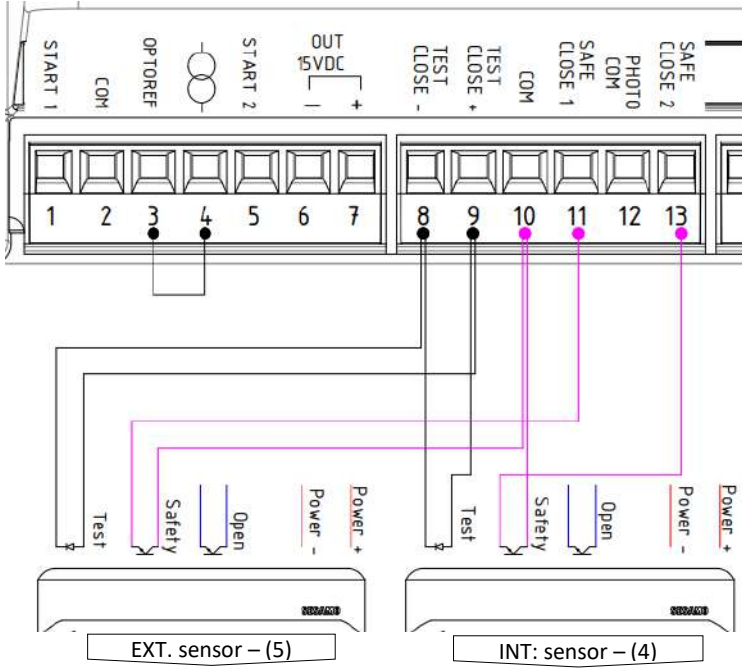 START 1
COM
OPTOREF
START 2
OUT
15VDC
-
+
TEST
CLOSE -
TEST
CLOSE +
COM
SAFE
CLOSE 1
PHOTO
COM
SAFE
CLOSE 2
1 2 3 4 5 6 7 8 9 10 11 12 13
Test
Safety
Open
Power -
Power +
Test
Safety
Open
Power -
Power +
SESAMO
SESAMO
EXT. sensor – (5)
INT: sensor – (4)